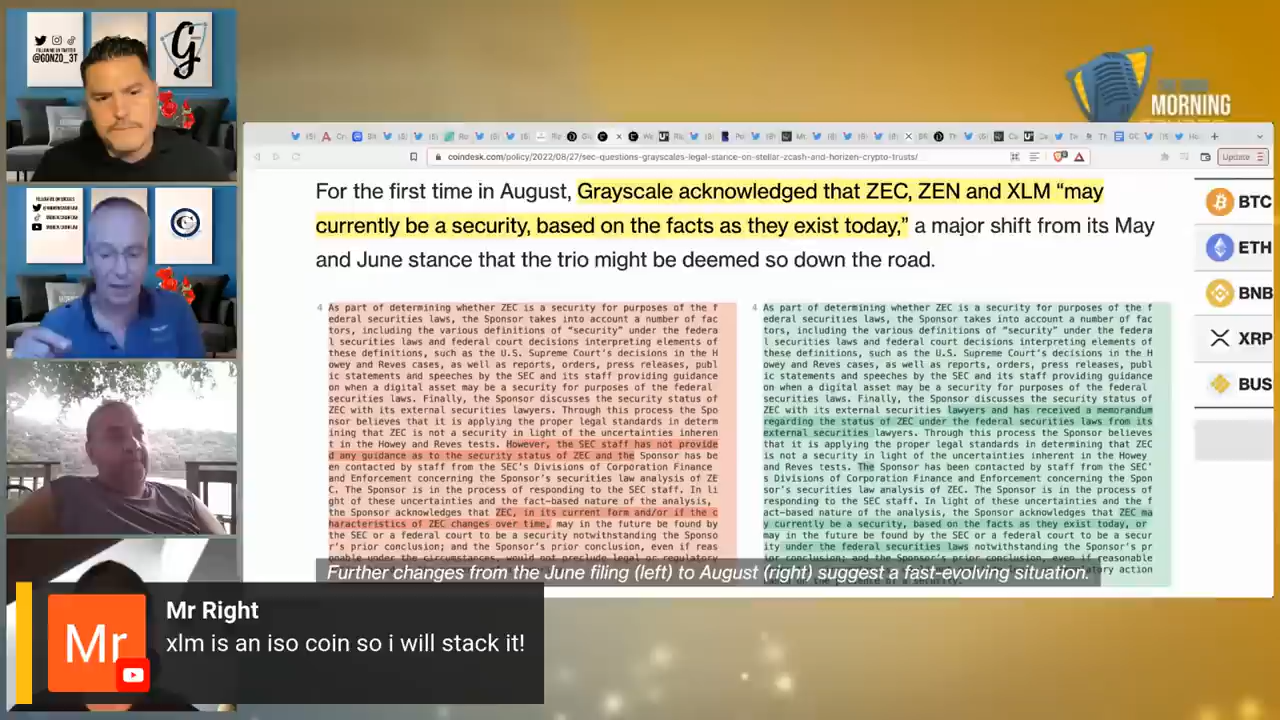 FOLLOW ME ON TWITTER
@GONZO_3T
G
MORNING
coindesk.com/policy/2022/08/27/sec-questions-grayscales-legal-stance-on-stellar-zcash-and-horizen-crypto-trusts/
Update
For the first time in August, Grayscale acknowledged that ZEC, ZEN and XLM “may
currently be a security, based on the facts as they exist today,” a major shift from its May
and June stance that the trio might be deemed so down the road.
4 As part of determining whether ZEC is a security for purposes of the f
ederal securities laws, the Sponsor takes into account a number of fac
tors, including the various definitions of “security” under the federa
l securities laws and federal court decisions interpreting elements of
these definitions, such as the U.S. Supreme Court’s decisions in the H
owey and Reves cases, as well as reports, orders, press releases, publ
ic statements and speeches by the SEC and its staff providing guidance
on when a digital asset may be a security for purposes of the federal
securities laws. Finally, the Sponsor discusses the security status of
ZEC with its external securities lawyers. Through this process the Spo
nsor believes that it is applying the proper legal standards in determ
ining that ZEC is not a security in light of the uncertainties inheren
t in the Howey and Reves tests. However, the SEC staff has not provide
d any guidance as to the security status of ZEC and the Sponsor has be
en contacted by staff from the SEC’s Divisions of Corporation Finance
and Enforcement concerning the Sponsor’s securities law analysis of ZE
C. The Sponsor is in the process of responding to the SEC staff. In li
ght of these uncertainties and the fact-based nature of the analysis,
the Sponsor acknowledges that ZEC, in its current form and/or if the c
haracteristics of ZEC changes over time, may in the future be found by
the SEC or a federal court to be a security notwithstanding the Sponso
r’s prior conclusion; and the Sponsor’s prior conclusion, even if reas
onable under the circumstances, would not preclude legal or regulatory
4 As part of determining whether ZEC is a security for purposes of the f
ederal securities laws, the Sponsor takes into account a number of fac
tors, including the various definitions of “security” under the federa
l securities laws and federal court decisions interpreting elements of
these definitions, such as the U.S. Supreme Court’s decisions in the H
owey and Reves cases, as well as reports, orders, press releases, publ
ic statements and speeches by the SEC and its staff providing guidance
on when a digital asset may be a security for purposes of the federal
securities laws. Finally, the Sponsor discusses the security status of
ZEC with its external securities lawyers and has received a memorandum
regarding the status of ZEC under the federal securities laws from its
external securities lawyers. Through this process the Sponsor believes
that it is applying the proper legal standards in determining that ZEC
is not a security in light of the uncertainties inherent in the Howey
and Reves tests. The Sponsor has been contacted by staff from the SEC’
s Divisions of Corporation Finance and Enforcement concerning the Spon
sor’s securities law analysis of ZEC. The Sponsor is in the process of
responding to the SEC staff. In light of these uncertainties and the f
act-based nature of the analysis, the Sponsor acknowledges that ZEC ma
y currently be a security, based on the facts as they exist today, or
may in the future be found by the SEC or a federal court to be a secur
ity under the federal securities laws notwithstanding the Sponsor’s pr
ior conclusion; and the Sponsor’s prior conclusion, even if reasonable
Further changes from the June filing (left) to August (right) suggest a fast-evolving situation.
BTC
ETH
BNB
XRP
BUS
Mr
Mr Right
xlm is an iso coin so i will stack it!